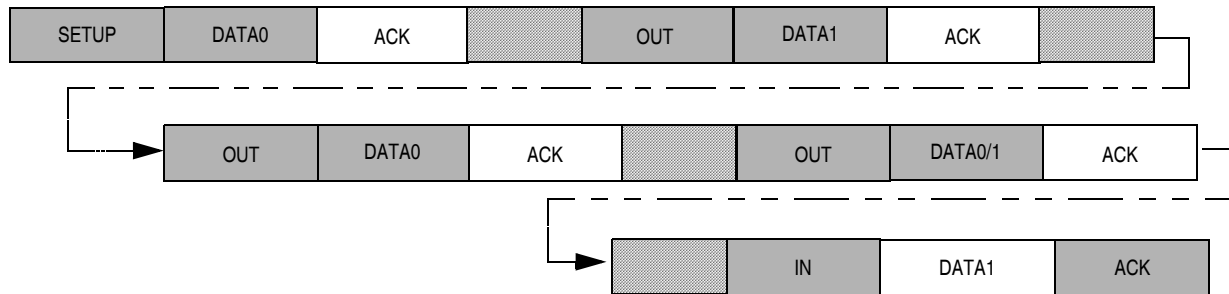 SETUP DATA0 ACK OUT DATA1 ACK
OUT DATA0 ACK OUT DATA0/1 ACK
IN DATA1 ACK